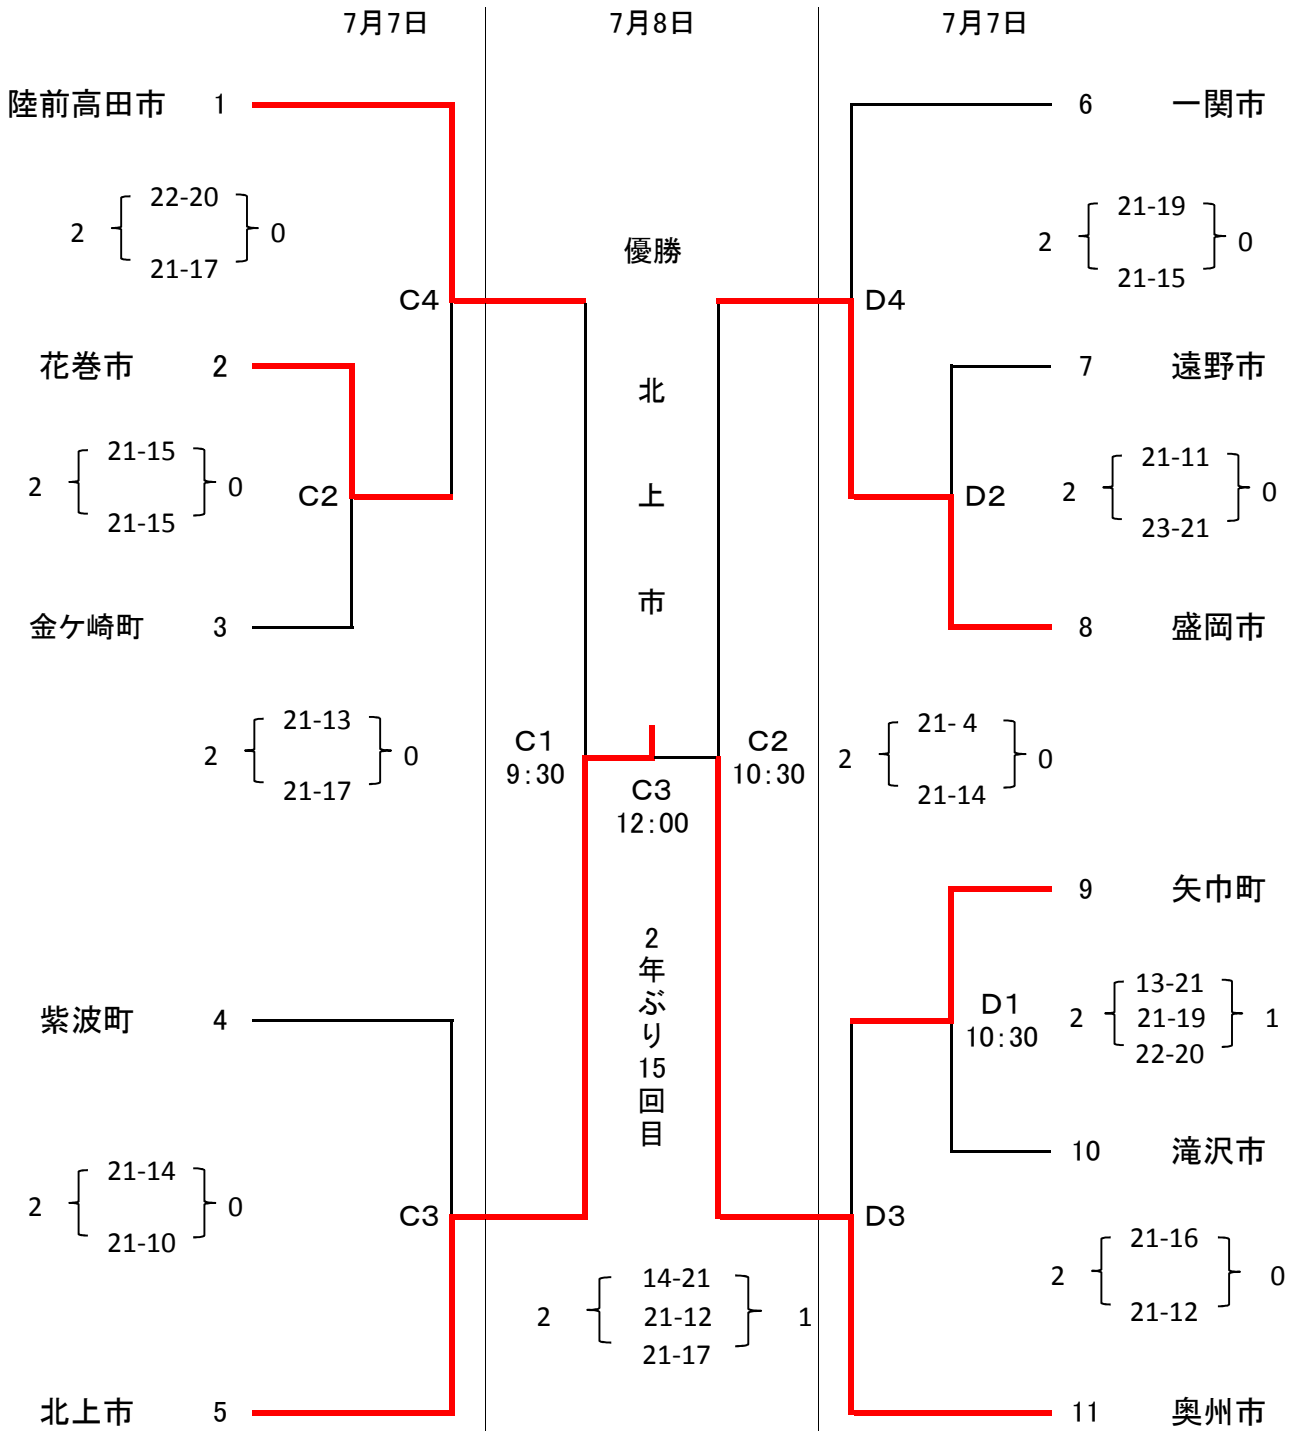 7月7日
7月8日
7月7日
陸前高田市 1
6 一関市
22-20
2 0
21-17
21-19
2 0
21-15
優勝
C4
D4
花巻市 2
7 遠野市
北上市
21-15
2 0
21-15
C2
D2
21-11
2 0
23-21
金ケ崎町 3
8 盛岡市
21-13
2 0
21-17
C1
9:30
C3
12:00
C2
10:30
21- 4
2 0
21-14
9 矢巾町
2年ぶり15回目
紫波町 4
D1
10:30
13-21
2 21-19 1
22-20
10 滝沢市
21-14
2 0
21-10
C3
D3
21-16
2 0
21-12
14-21
2 21-12 1
21-17
北上市 5
11 奥州市